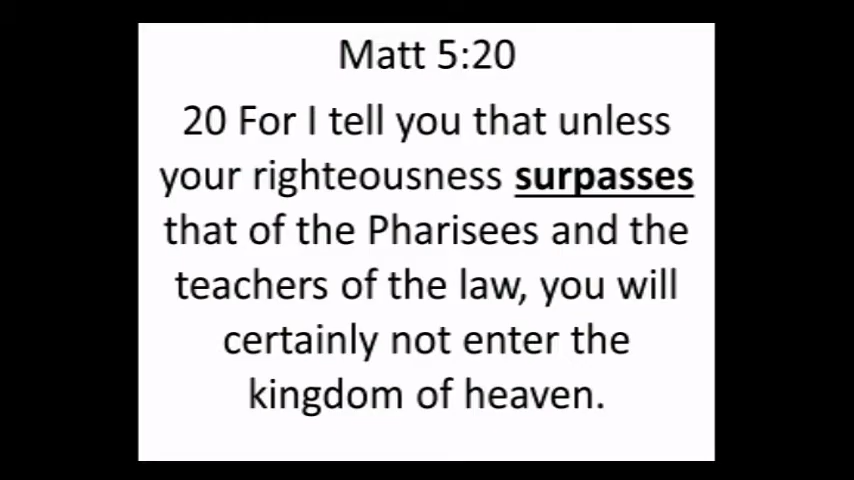 Matt 5:20
20 For I tell you that unless
your righteousness surpasses
that of the Pharisees and the
teachers of the law, you will
certainly not enter the
kingdom of heaven.